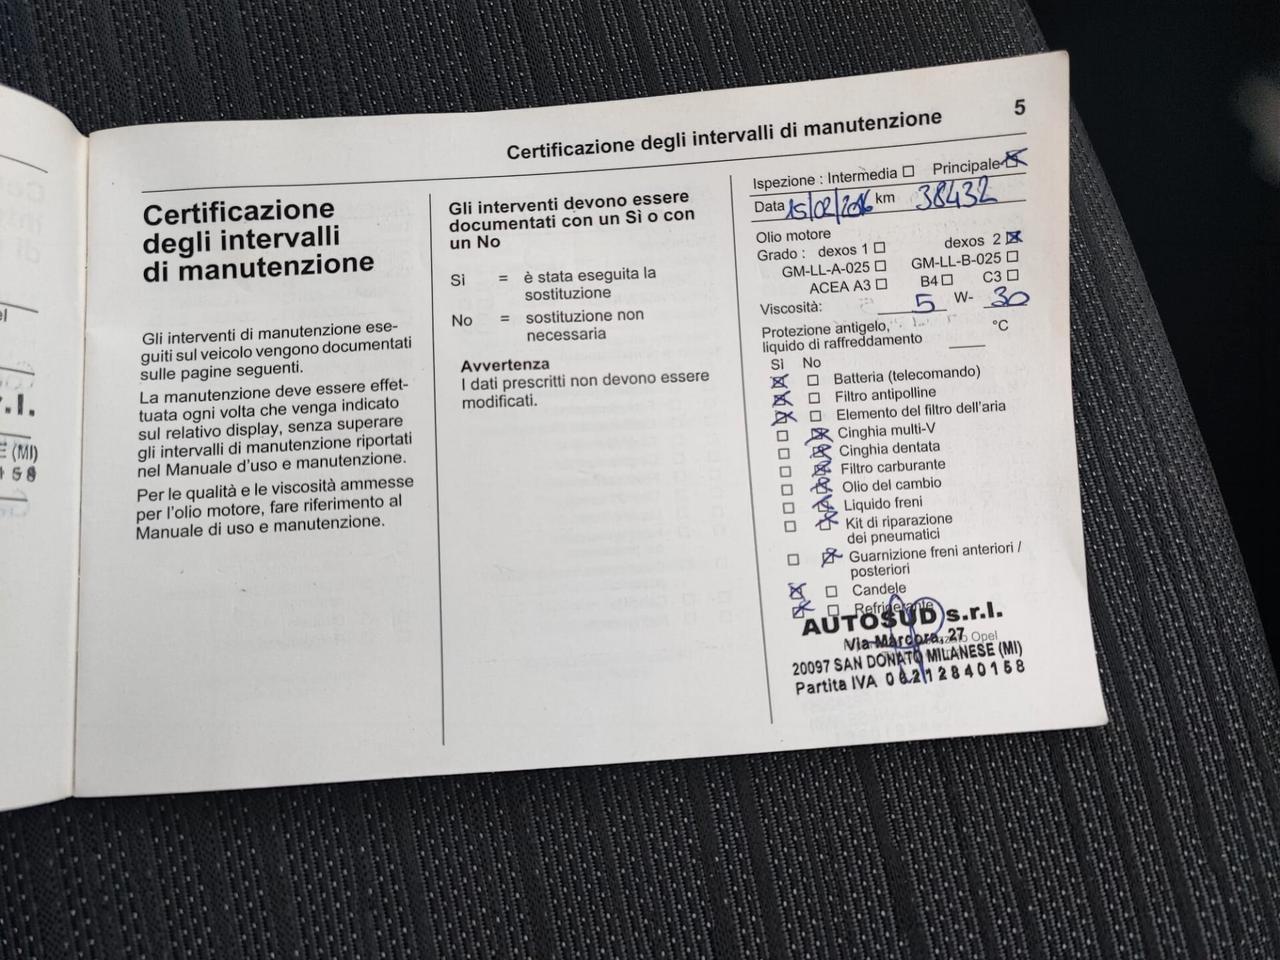 Certificazione degli intervalli di manutenzione
5
Certificazione
degli intervalli
di manutenzione
Gli interventi di manutenzione ese-
guiti sul veicolo vengono documentati
sulle pagine seguenti.
La manutenzione deve essere effet-
tuata ogni volta che venga indicato
sul relativo display, senza superare
gli intervalli di manutenzione riportati
nel Manuale d'uso e manutenzione.
Per le qualità e le viscosità ammesse
per l'olio motore, fare riferimento al
Manuale di uso e manutenzione.
Gli interventi devono essere
documentati con un Sì o con
un No
Sì = è stata eseguita la
sostituzione
No = sostituzione non
necessaria
Avvertenza
I dati prescritti non devono essere
modificati.
Ispezione : Intermedia Principale
Data 15/02/2016 km 38432
Olio motore
Grado : dexos 1 dexos 2
GM-LL-A-025 GM-LL-B-025
ACEA A3 B4 C3
Viscosità: 5 W- 30
Protezione antigelo,
liquido di raffreddamento °C
Sì No
Batteria (telecomando)
Filtro antipolline
Elemento del filtro dell'aria
Cinghia multi-V
Cinghia dentata
Filtro carburante
Olio del cambio
Liquido freni
Kit di riparazione
dei pneumatici
Guarnizione freni anteriori /
posteriori
Candele
Refrigerante
AUTOSUD s.r.l.
Via Marcora, 27
Opel
20097 SAN DONATO MILANESE (MI)
Partita IVA 06212840158